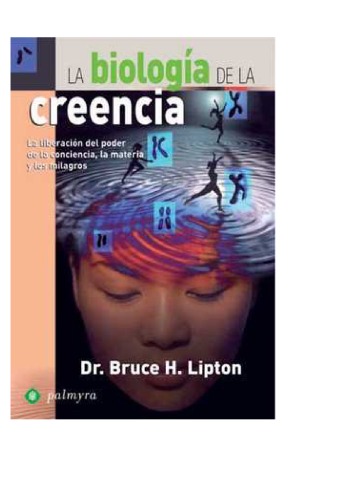 LA biología DE LA
creencia
La liberación del poder
de la conciencia, la materia
y los milagros
Dr. Bruce H. Lipton
palmyra